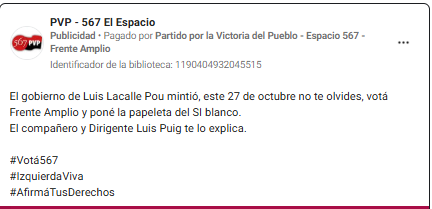 567 PVP
PVP - 567 El Espacio
Publicidad • Pagado por Partido por la Victoria del Pueblo - Espacio 567 -
Frente Amplio
Identificador de la biblioteca: 1190404932045515
El gobierno de Luis Lacalle Pou mintió, este 27 de octubre no te olvides, votá
Frente Amplio y poné la papeleta del SI blanco.
El compañero y Dirigente Luis Puig te lo explica.
#Votá567
#IzquierdaViva
#AfirmáTusDerechos